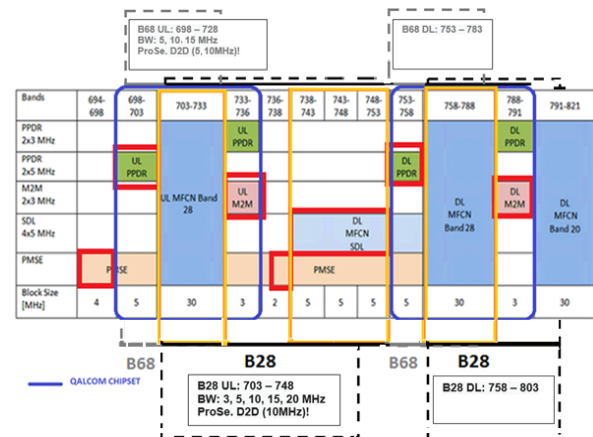 B68 UL: 698 – 728
BW: 5, 10. 15 MHz
ProSe. D2D (5,10MHz)!
B68 DL: 753 – 783
Bands 694-698 698-703 703-733 733-736 736-738 738-743 743-748 748-753 753-758 758-788 788-791 791-821
PPDR 2x3 MHz UL PPDR DL PPDR
PPDR 2x5 MHz UL PPDR DL PPDR
M2M 2x3 MHz UL M2M DL M2M
UL MFCN Band 28
DL MFCN Band 28
DL MFCN Band 20
SDL 4x5 MHz DL MFCN SDL
PMSE PMSE PMSE
Block Size [MHz] 4 5 30 3 2 5 5 5 5 30 3 30
B68 B28 B68 B28
QALCOM CHIPSET
B28 UL: 703 – 748
BW: 3, 5, 10, 15, 20 MHz
ProSe. D2D (10MHz)!
B28 DL: 758 – 803